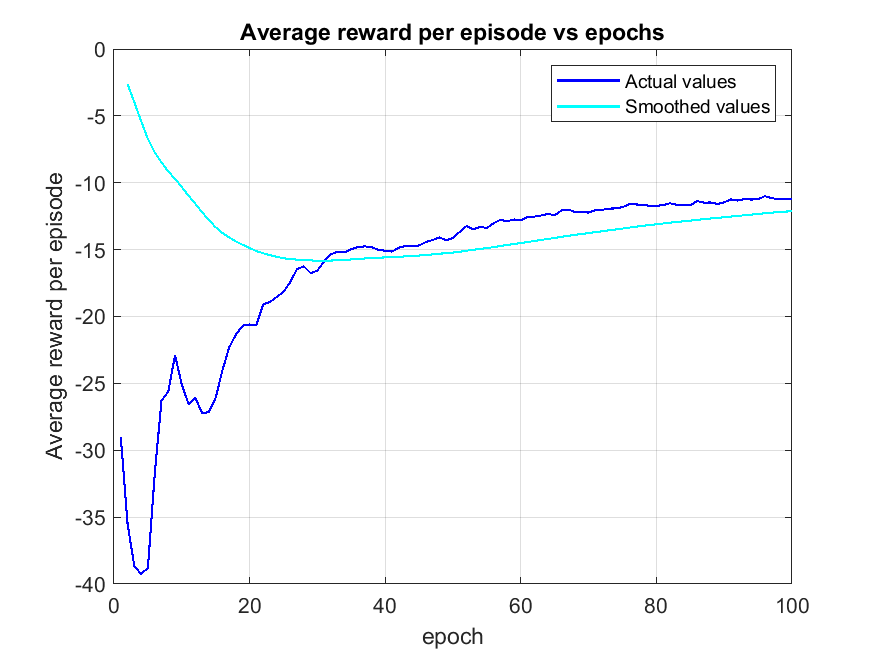 Average reward per episode vs epochs
Actual values
Smoothed values
Average reward per episode
0
-5
-10
-15
-20
-25
-30
-35
-40
0 20 40 60 80 100
epoch